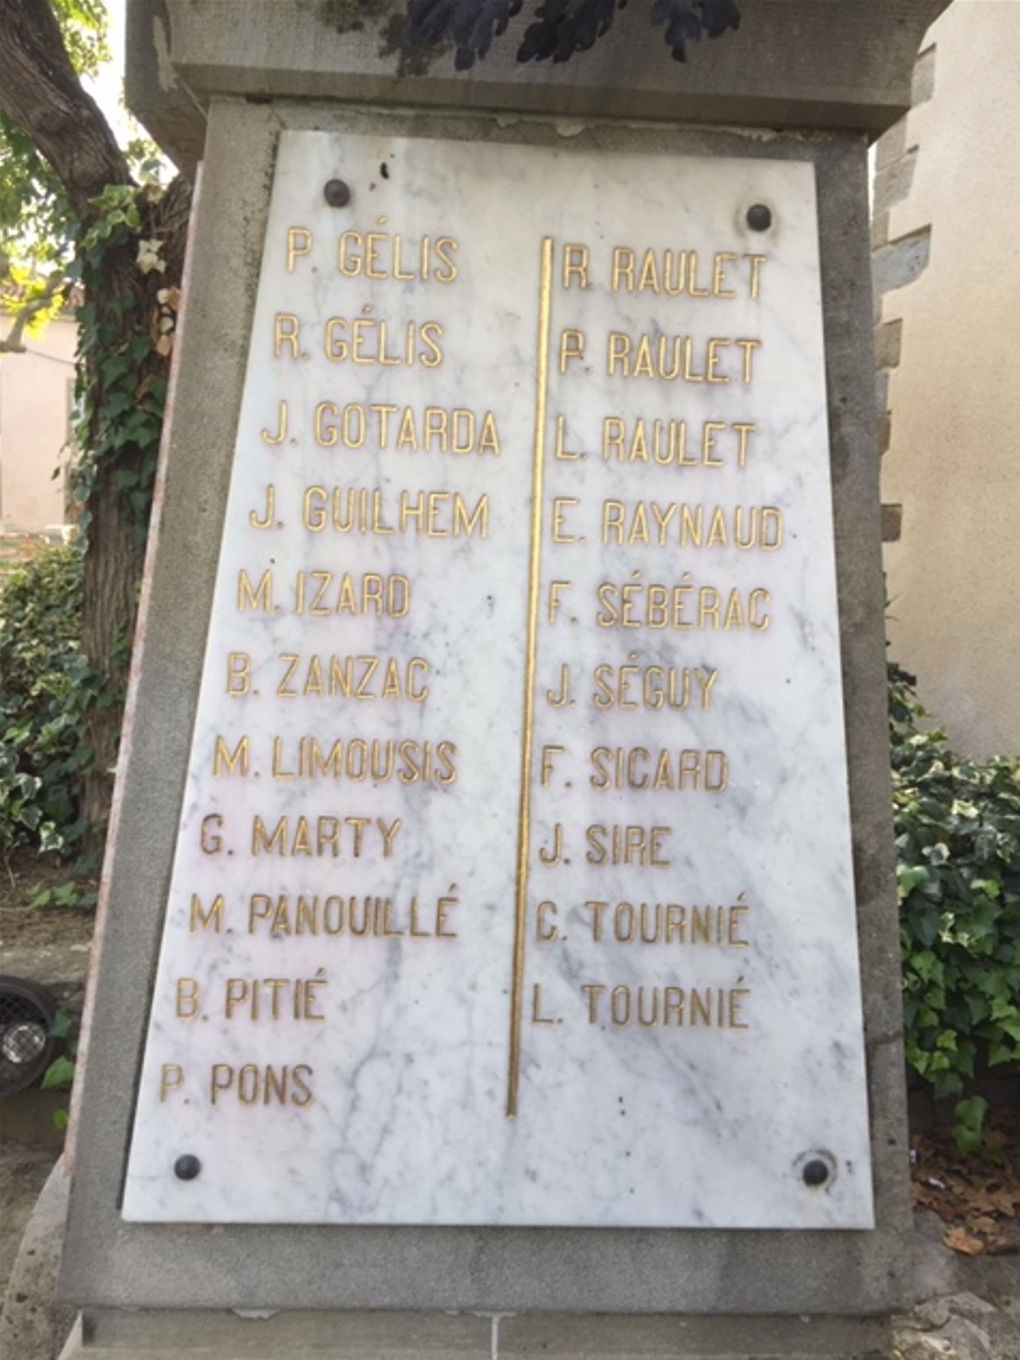 P. GÉLIS
R. GÉLIS
J. GOTARDA
J. GUILHEM
M. IZARD
B. ZANZAC
M. LIMOUSIS
G. MARTY
M. PANOUILLÉ
B. PITIÉ
P. PONS
R. RAULET
P. RAULET
L. RAULET
E. RAYNAUD
F. SÉBÉRAC
J. SÉGUY
F. SICARD
J. SIRE
C. TOURNIÉ
L. TOURNIÉ